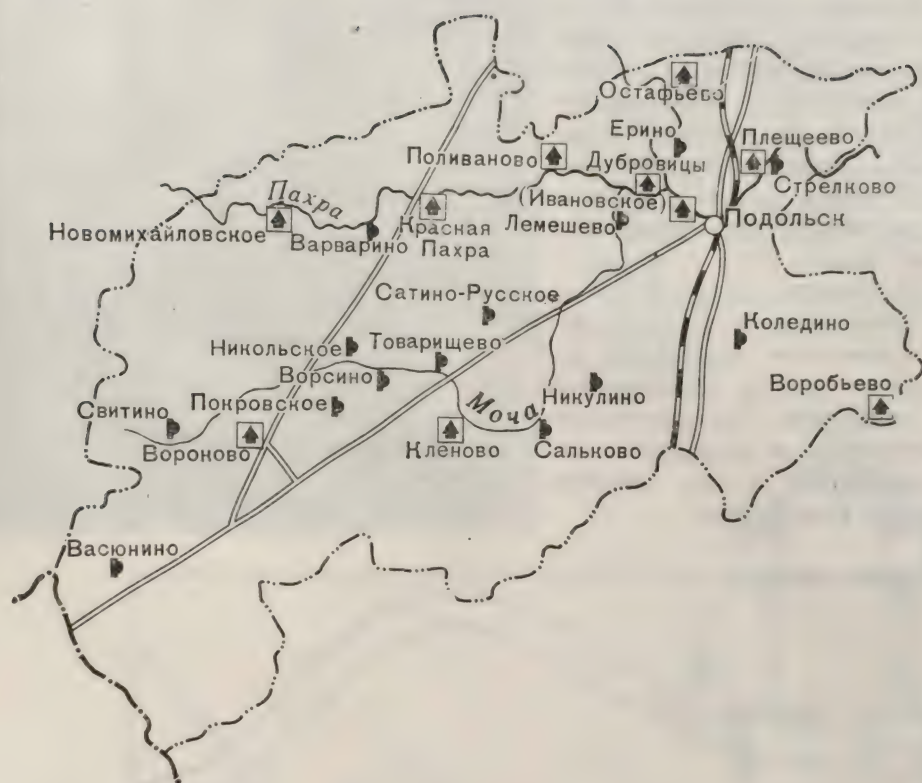 Остафьево
Ерино
Плещеево
Поливаново
Дубровицы
Стрелково
Пахра
(Ивановское)
Подольск
Новомихайловское
Варварино
Красная
Пахра
Лемешево
Сатино-Русское
Коледино
Никольское
Товарищево
Ворсино
Никулино
Воробьево
Свитино
Покровское
Моча
Вороково
Кленово
Сальково
Васюнино